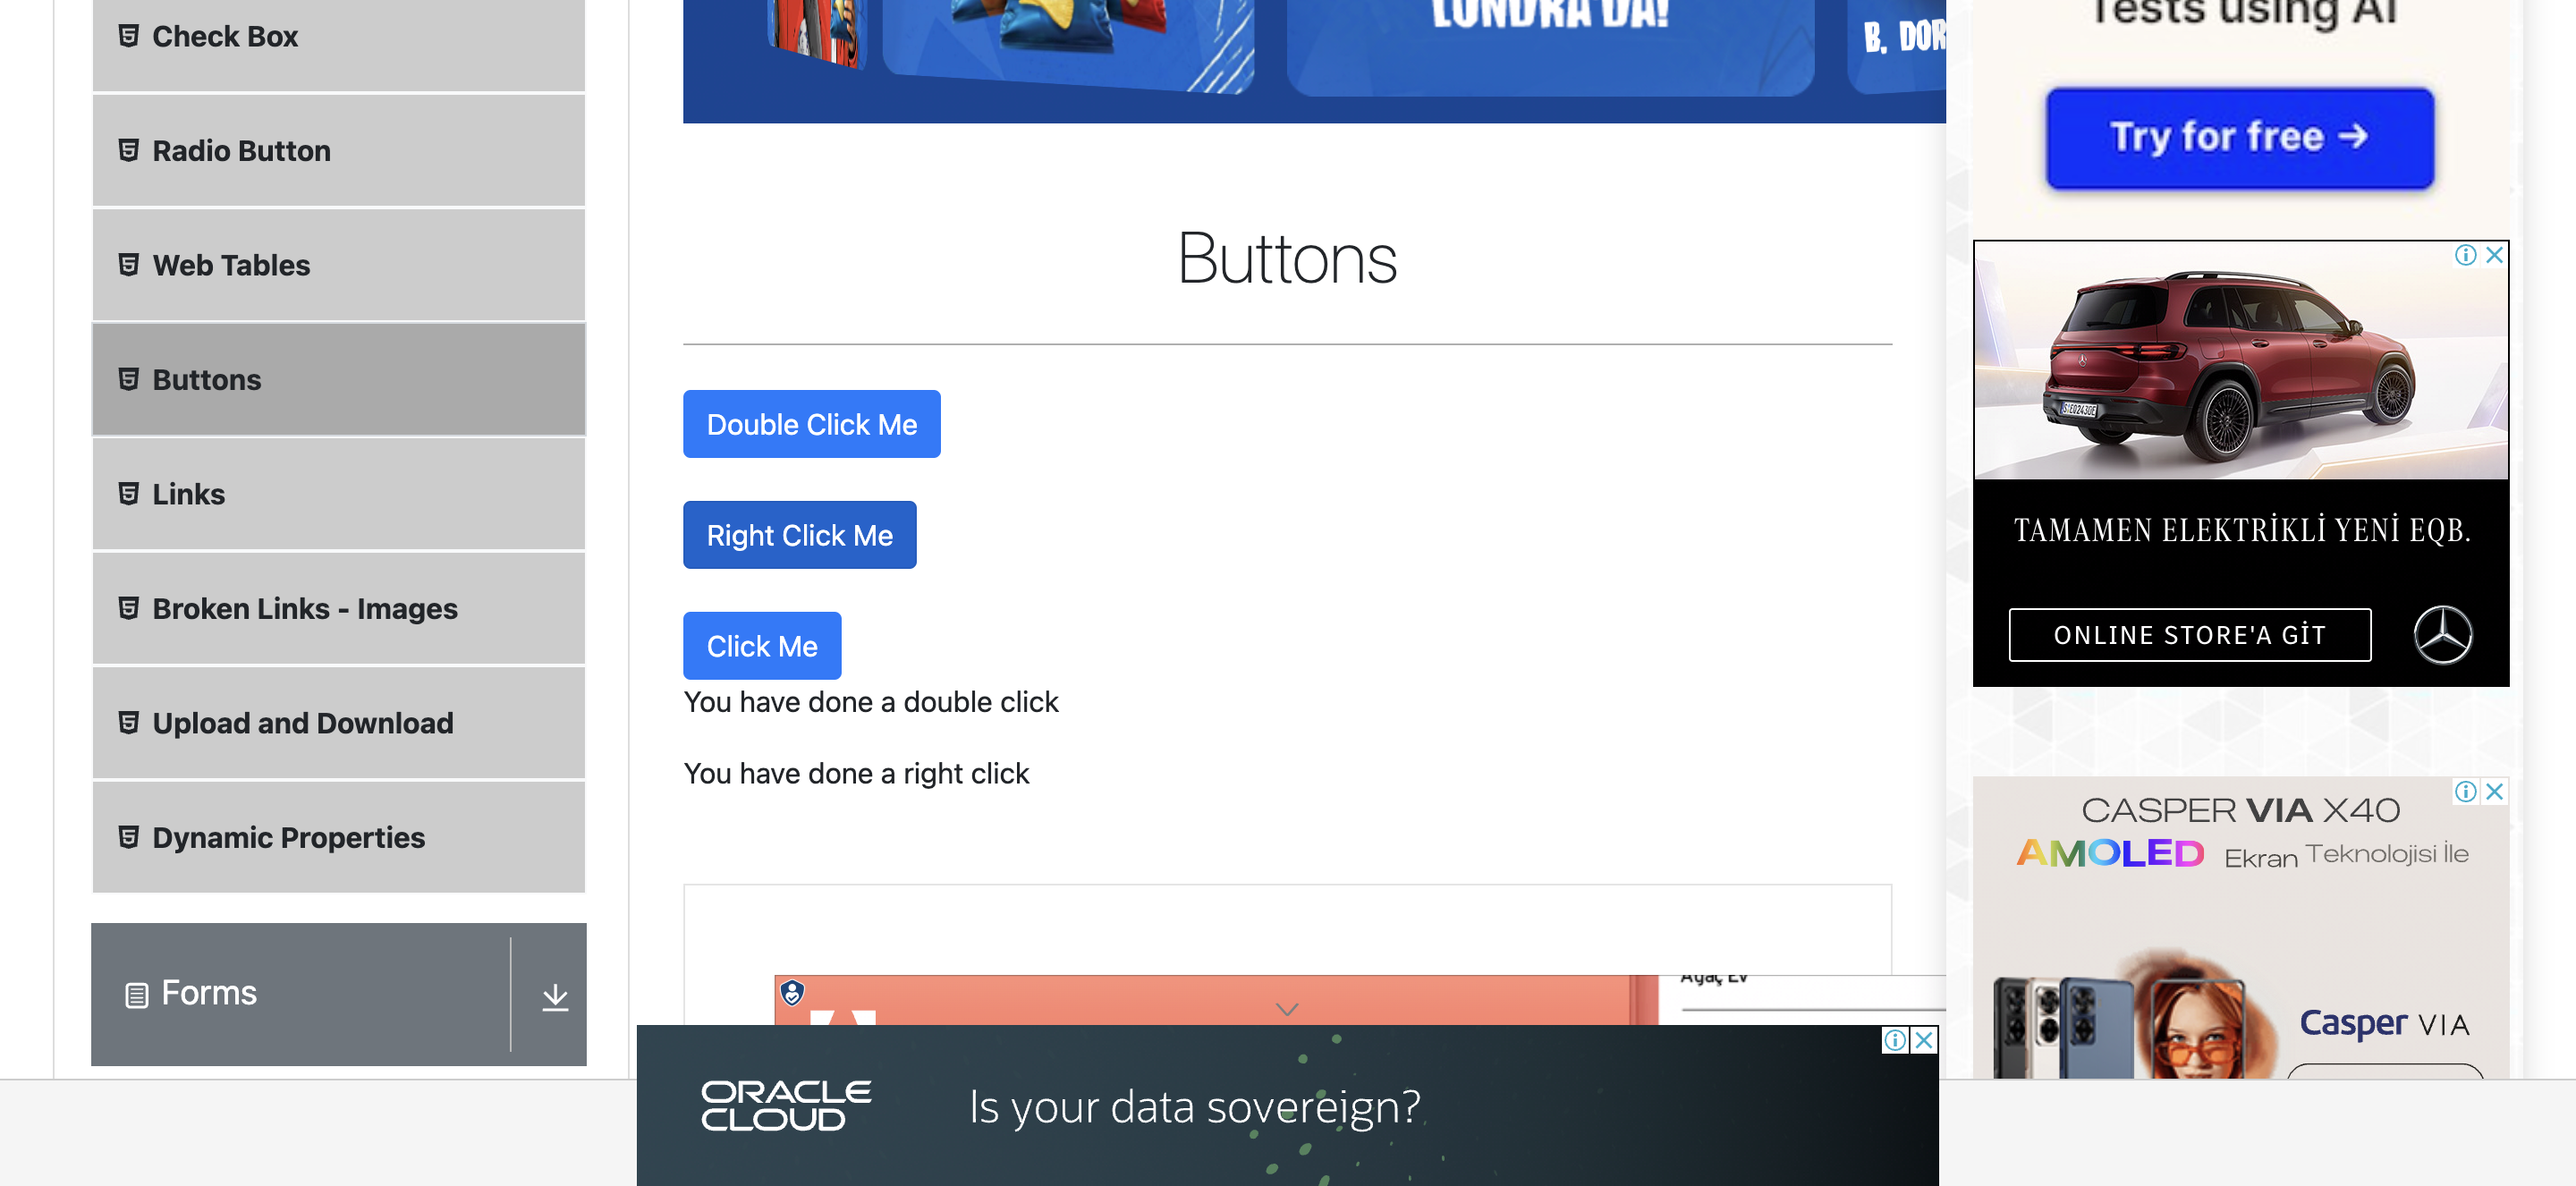 Check Box
Radio Button
Web Tables
Buttons
Links
Broken Links - Images
Upload and Download
Dynamic Properties
Forms
LONDRA'DA!
B. DOR
Buttons
Double Click Me
Right Click Me
Click Me
You have done a double click
You have done a right click
Ağaç Ev
ORACLE
CLOUD
Is your data sovereign?
Tests using AI
Try for free →
TAMAMEN ELEKTRİKLİ YENİ EQB.
ONLINE STORE'A GİT
CASPER VIA X40
AMOLED Ekran Teknolojisi İle
Casper VIA